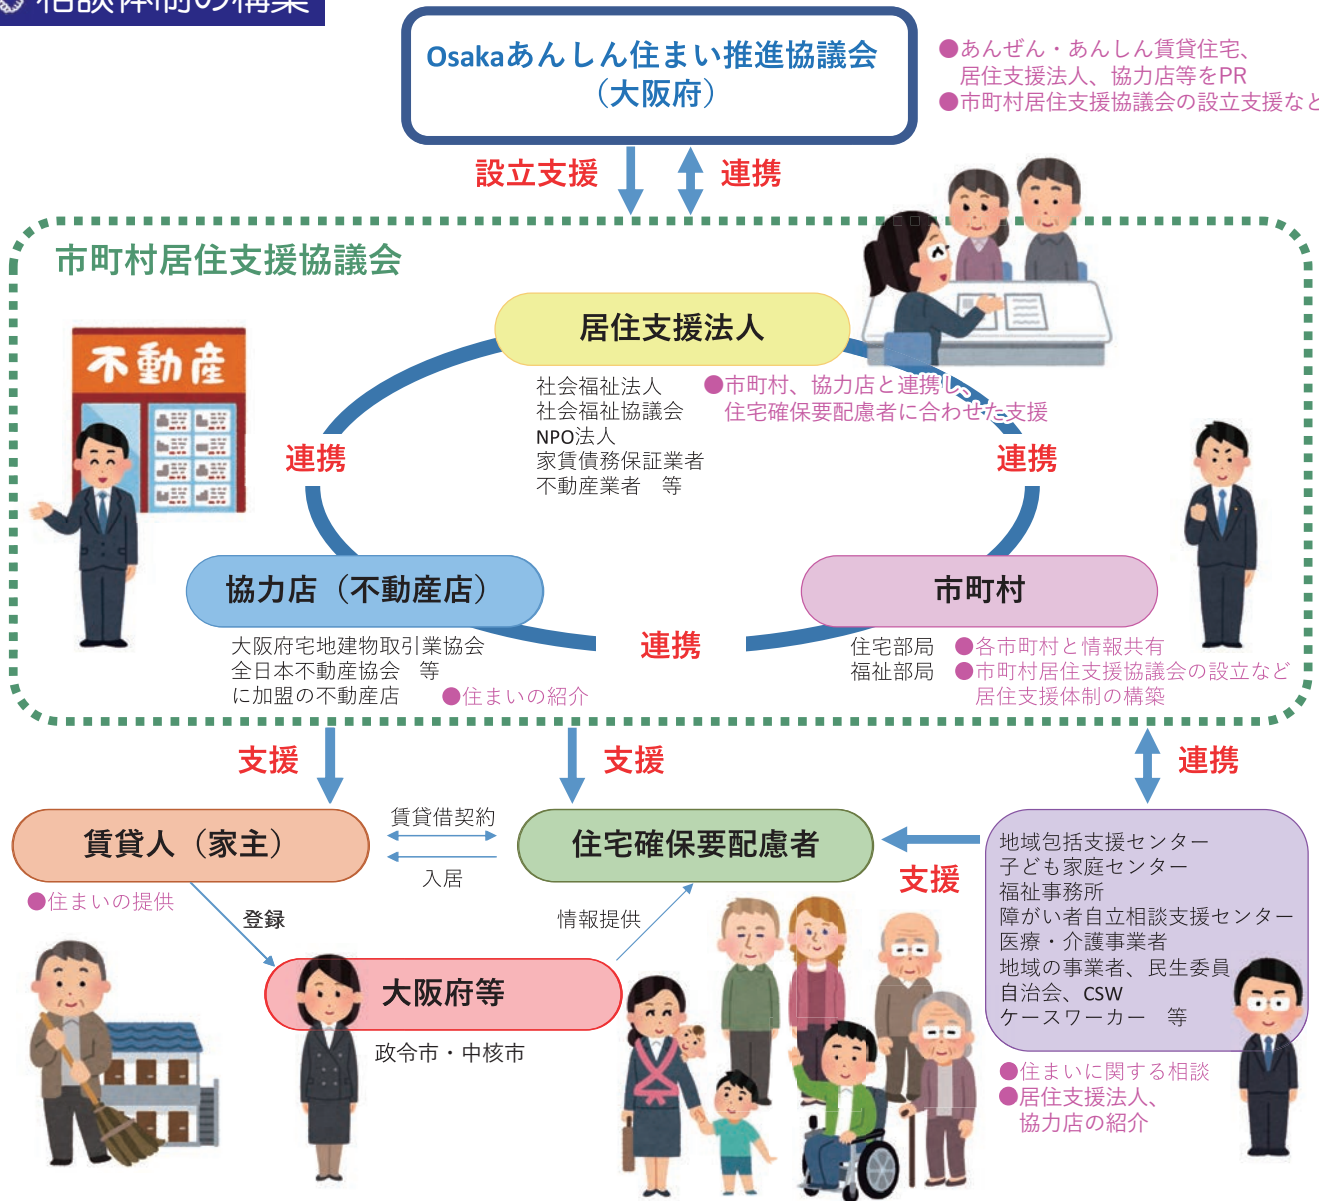 相談体制の構築
Osakaあんしん住まい推進協議会
（大阪府）
●あんぜん・あんしん賃貸住宅、
居住支援法人、協力店等をPR
●市町村居住支援協議会の設立支援など
設立支援
連携
市町村居住支援協議会
不動産
居住支援法人
社会福祉法人
社会福祉協議会
NPO法人
家賃債務保証業者
不動産業者　等
●市町村、協力店と連携し、
住宅確保要配慮者に合わせた支援
連携
連携
協力店（不動産店）
大阪府宅地建物取引業協会
全日本不動産協会　等
に加盟の不動産店
●住まいの紹介
連携
市町村
住宅部局
福祉部局
●各市町村と情報共有
●市町村居住支援協議会の設立など
居住支援体制の構築
支援
支援
連携
賃貸人（家主）
●住まいの提供
賃貸借契約
入居
住宅確保要配慮者
支援
地域包括支援センター
子ども家庭センター
福祉事務所
障がい者自立相談支援センター
医療・介護事業者
地域の事業者、民生委員
自治会、CSW
ケースワーカー　等
●住まいに関する相談
●居住支援法人、
協力店の紹介
登録
情報提供
大阪府等
政令市・中核市